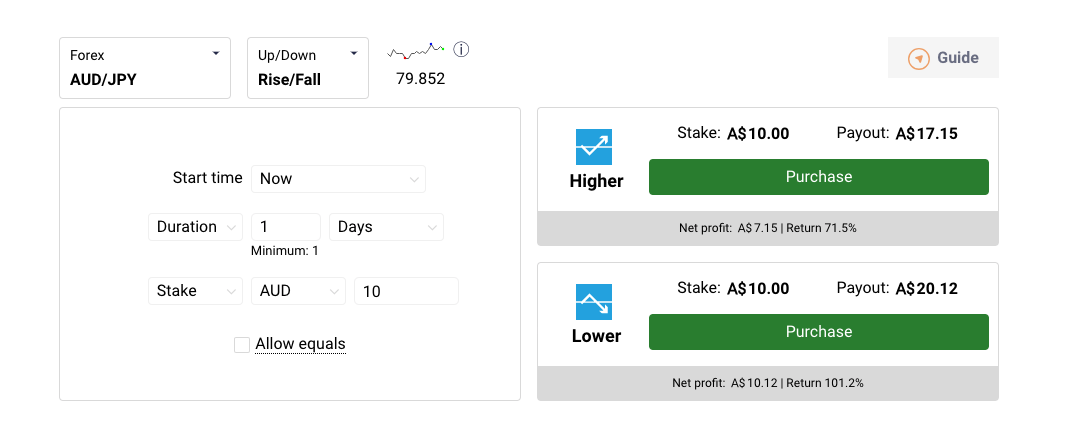 Forex
AUD/JPY
Up/Down
Rise/Fall
79.852
Guide
Start time Now
Duration 1 Days
Minimum: 1
Stake AUD 10
Allow equals
Stake: A$10.00 Payout: A$17.15
Higher
Purchase
Net profit: A$7.15 | Return 71.5%
Stake: A$10.00 Payout: A$20.12
Lower
Purchase
Net profit: A$10.12 | Return 101.2%